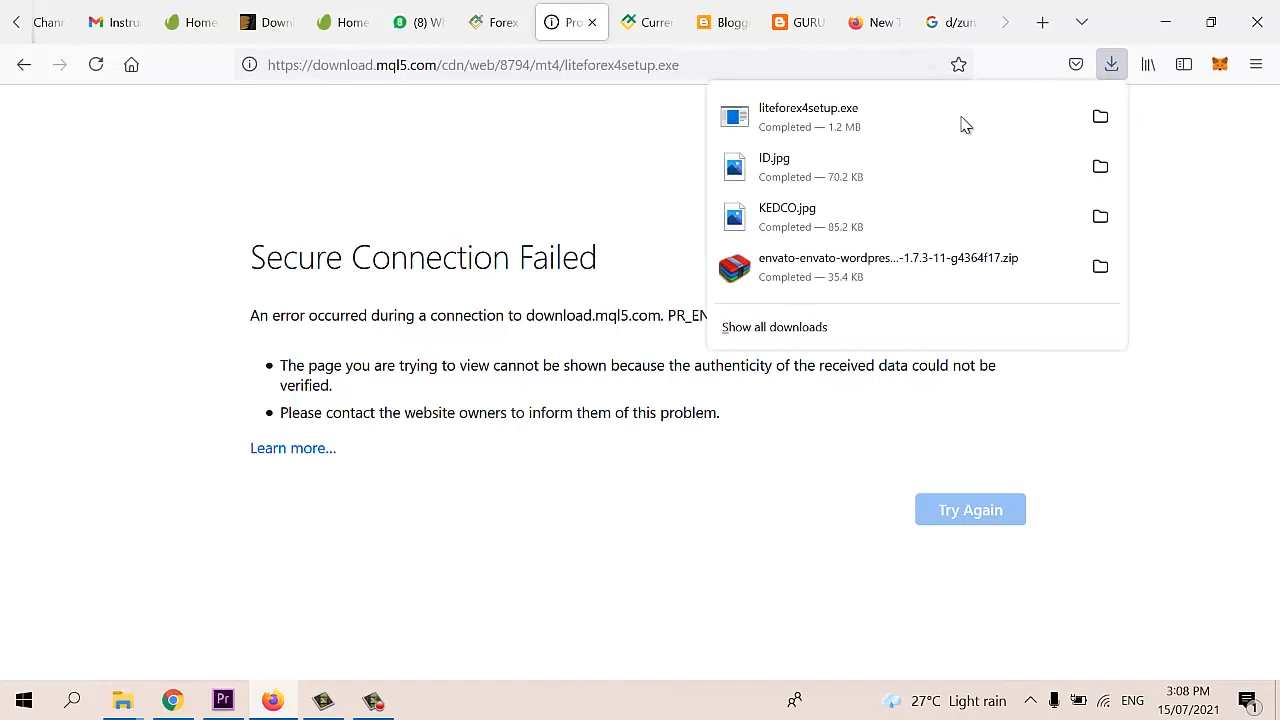 Chann
Instru
Home
Downl
Home
(8) Wh
Forex
Pro
Curre
Blogg
GURU
New T
d/zun
https://download.mql5.com/cdn/web/8794/mt4/liteforex4setup.exe
liteforex4setup.exe
Completed — 1.2 MB
ID.jpg
Completed — 70.2 KB
KEDCO.jpg
Completed — 85.2 KB
envato-envato-wordpres...-1.7.3-11-g4364f17.zip
Completed — 35.4 KB
Show all downloads
Secure Connection Failed
An error occurred during a connection to download.mql5.com. PR_EN
The page you are trying to view cannot be shown because the authenticity of the received data could not be
verified.
Please contact the website owners to inform them of this problem.
Learn more...
Try Again
Pr
27°C Light rain
ENG
3:08 PM
15/07/2021
1